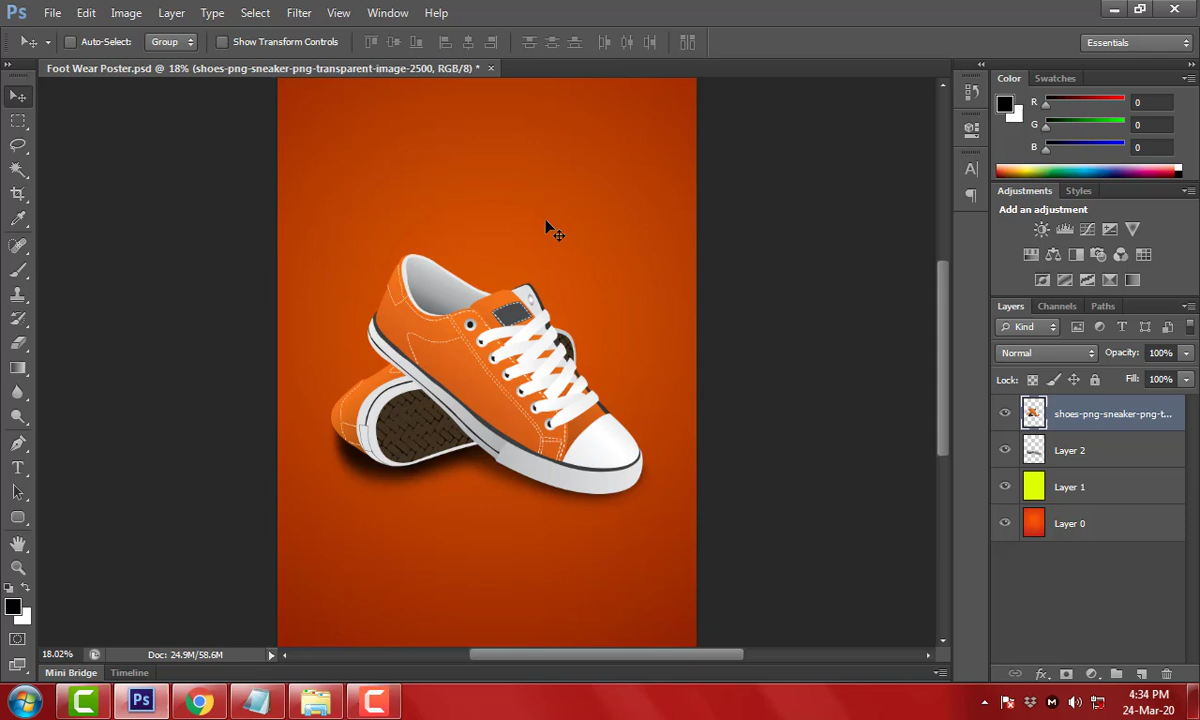 Ps File Edit Image Layer Type Select Filter View Window Help
Auto-Select: Group Show Transform Controls Essentials
Foot Wear Poster.psd @ 18% (shoes-png-sneaker-png-transparent-image-2500, RGB/8) * ×
Color Swatches
R 0
G 0
B 0
Adjustments Styles
Add an adjustment
Layers Channels Paths
Kind
Normal Opacity: 100%
Lock: Fill: 100%
shoes-png-sneaker-png-t...
Layer 2
Layer 1
Layer 0
18.02% Doc: 24.9M/58.6M
Mini Bridge Timeline
Ps
4:34 PM
24-Mar-20